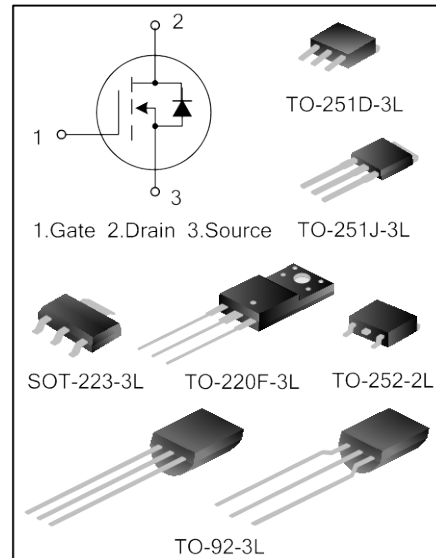 2
TO-251D-3L
1
3
1.Gate 2.Drain 3.Source
TO-251J-3L
SOT-223-3L
TO-220F-3L
TO-252-2L
TO-92-3L